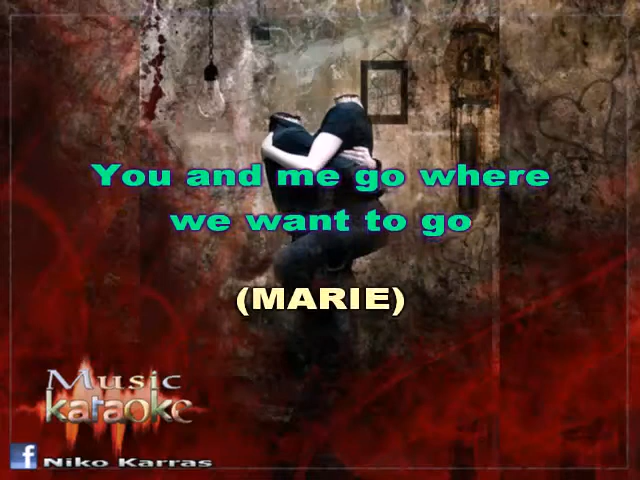 You and me go where
we want to go
(MARIE)
Music
karaoke
f Niko Karras